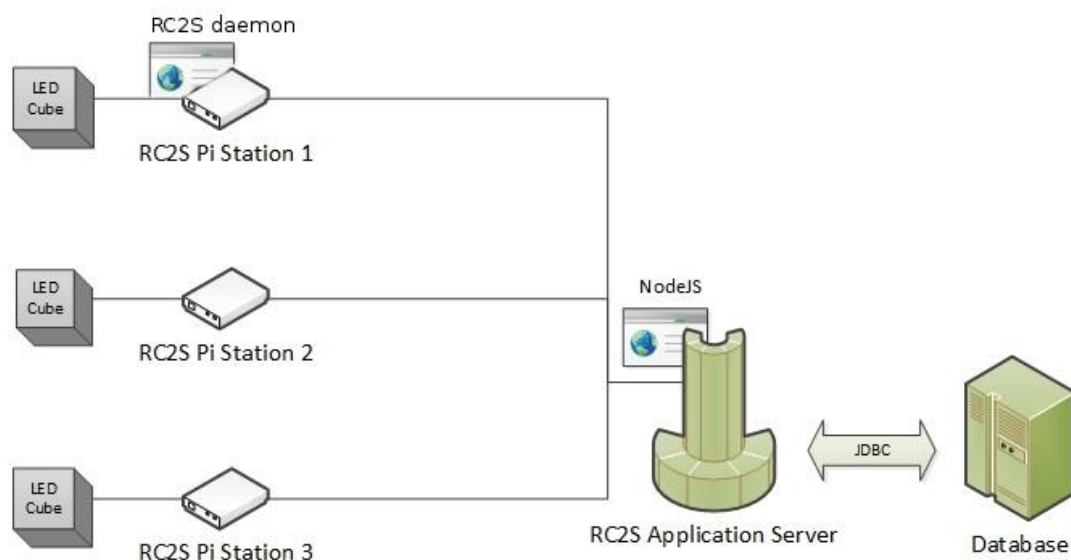 RC2S daemon
LED
Cube
RC2S Pi Station 1
LED
Cube
RC2S Pi Station 2
NodeJS
LED
Cube
RC2S Pi Station 3
JDBC
RC2S Application Server
Database